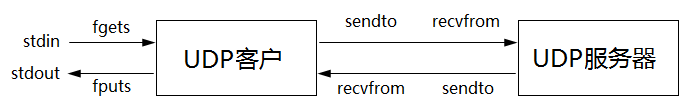 stdin
fgets
stdout
fputs
UDP客户
sendto
recvfrom
recvfrom
sendto
UDP服务器